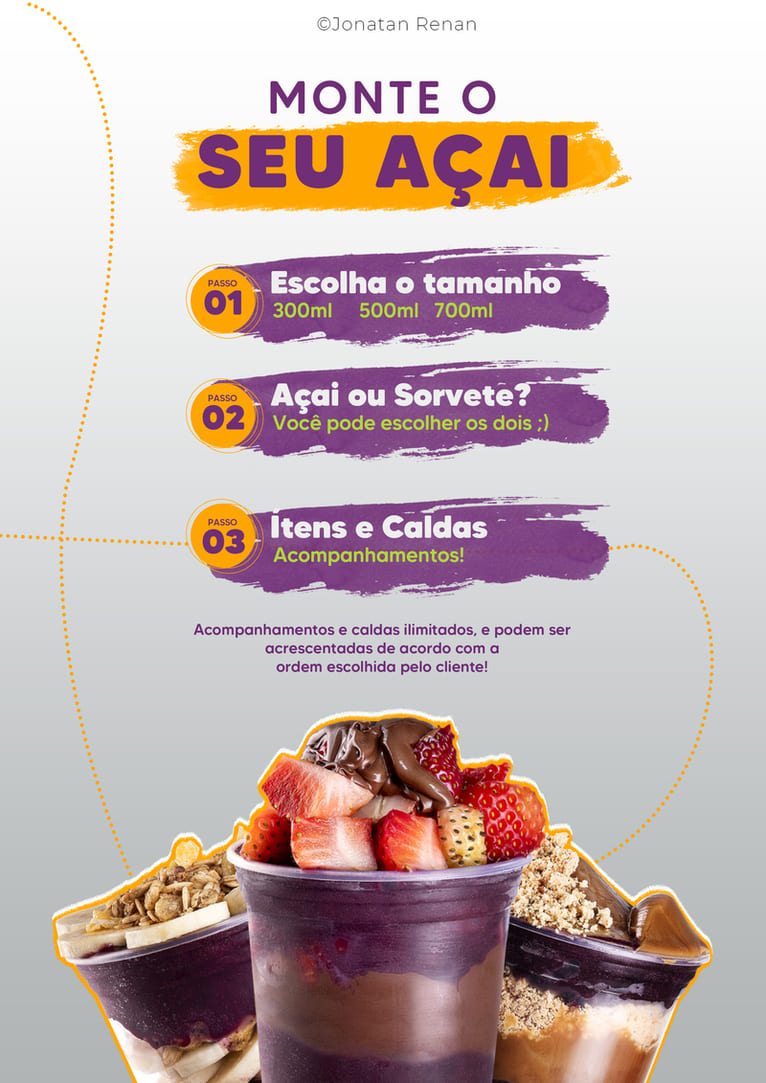 ©Jonatan Renan
MONTE O
SEU AÇAI
PASSO
01
Escolha o tamanho
300ml 500ml 700ml
PASSO
02
Açai ou Sorvete?
Você pode escolher os dois ;)
PASSO
03
Ítens e Caldas
Acompanhamentos!
Acompanhamentos e caldas ilimitados, e podem ser
acrescentadas de acordo com a
ordem escolhida pelo cliente!